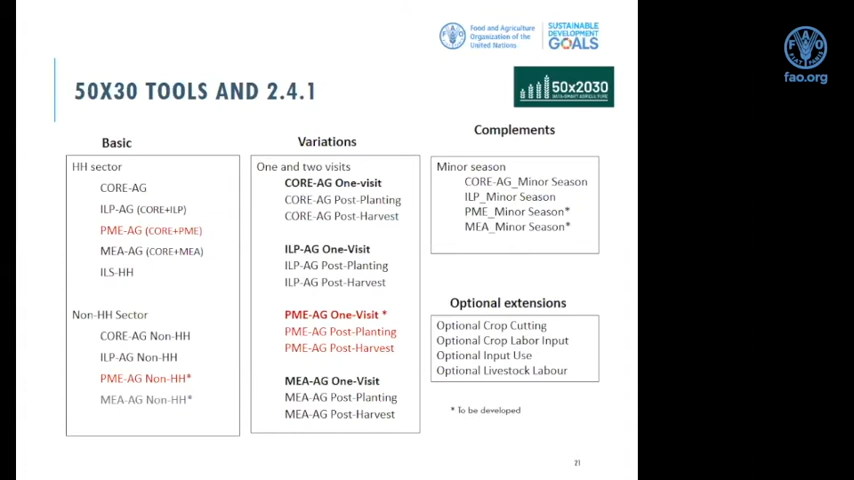 Food and Agriculture
Organization of the
United Nations
SUSTAINABLE
DEVELOPMENT
GOALS
FAO
FIAT PANIS
fao.org
50X30 TOOLS AND 2.4.1
50x2030
DATA-SMART AGRICULTURE
Basic
HH sector
CORE-AG
ILP-AG (CORE+ILP)
PME-AG (CORE+PME)
MEA-AG (CORE+MEA)
ILS-HH
Non-HH Sector
CORE-AG Non-HH
ILP-AG Non-HH
PME-AG Non-HH*
MEA-AG Non-HH*
Variations
One and two visits
CORE-AG One-visit
CORE-AG Post-Planting
CORE-AG Post-Harvest
ILP-AG One-Visit
ILP-AG Post-Planting
ILP-AG Post-Harvest
PME-AG One-Visit *
PME-AG Post-Planting
PME-AG Post-Harvest
MEA-AG One-Visit
MEA-AG Post-Planting
MEA-AG Post-Harvest
Complements
Minor season
CORE-AG_Minor Season
ILP_Minor Season
PME_Minor Season*
MEA_Minor Season*
Optional extensions
Optional Crop Cutting
Optional Crop Labor Input
Optional Input Use
Optional Livestock Labour
* To be developed
21